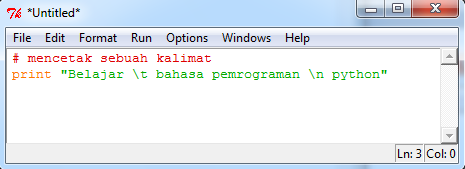 *Untitled*
File Edit Format Run Options Windows Help
# mencetak sebuah kalimat
print "Belajar \t bahasa pemrograman \n python"
Ln: 3 Col: 0